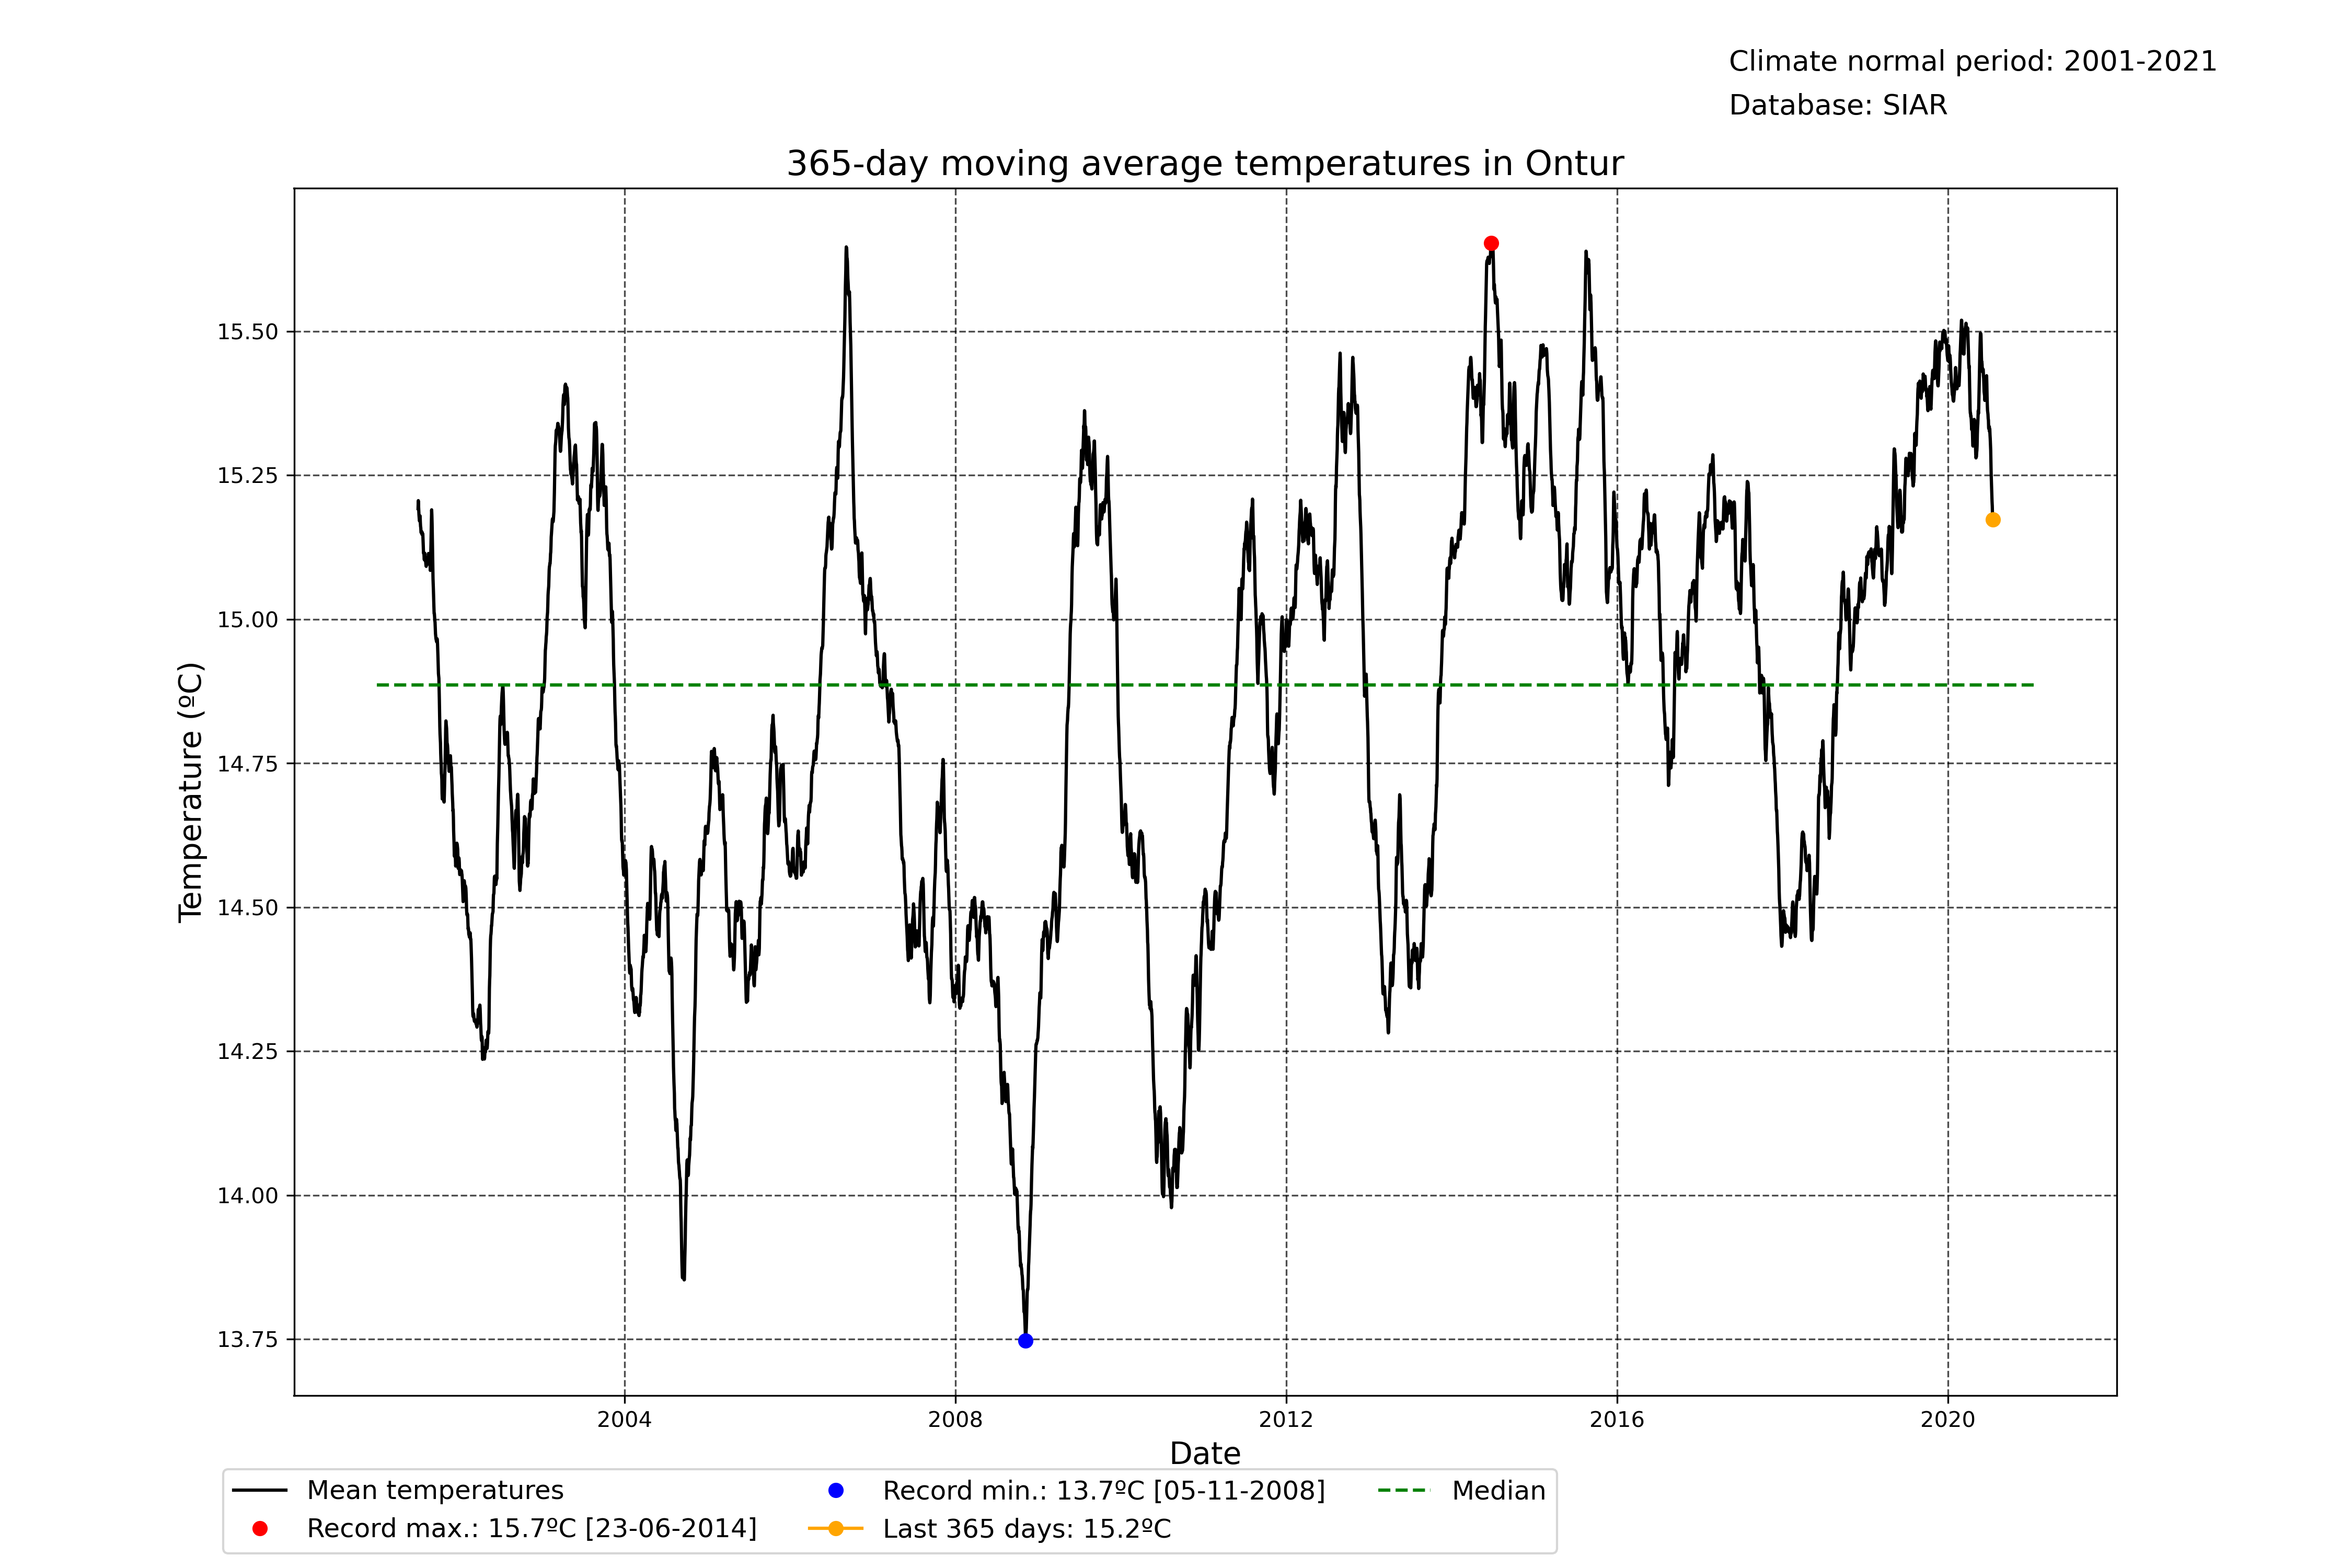 Climate normal period: 2001-2021
Database: SIAR
365-day moving average temperatures in Ontur
Temperature (ºC)
15.50
15.25
15.00
14.75
14.50
14.25
14.00
13.75
2004 2008 2012 2016 2020
Date
Mean temperatures
Record max.: 15.7ºC [23-06-2014]
Record min.: 13.7ºC [05-11-2008]
Last 365 days: 15.2ºC
Median